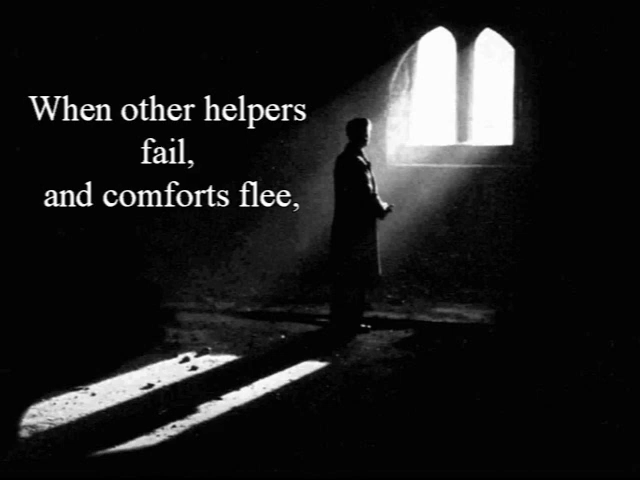 When other helpers
fail,
and comforts flee,